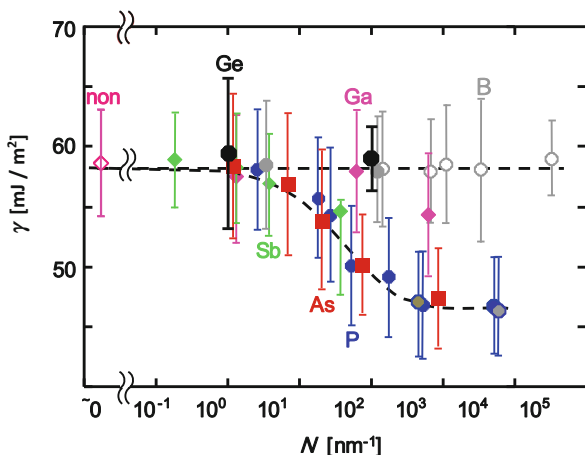 70
Ge
Ga
B
non
60
γ [mJ / m²]
Sb
50
As
P
40
~0
10⁻¹
10⁰
10¹
10²
10³
10⁴
10⁵
N [nm⁻¹]